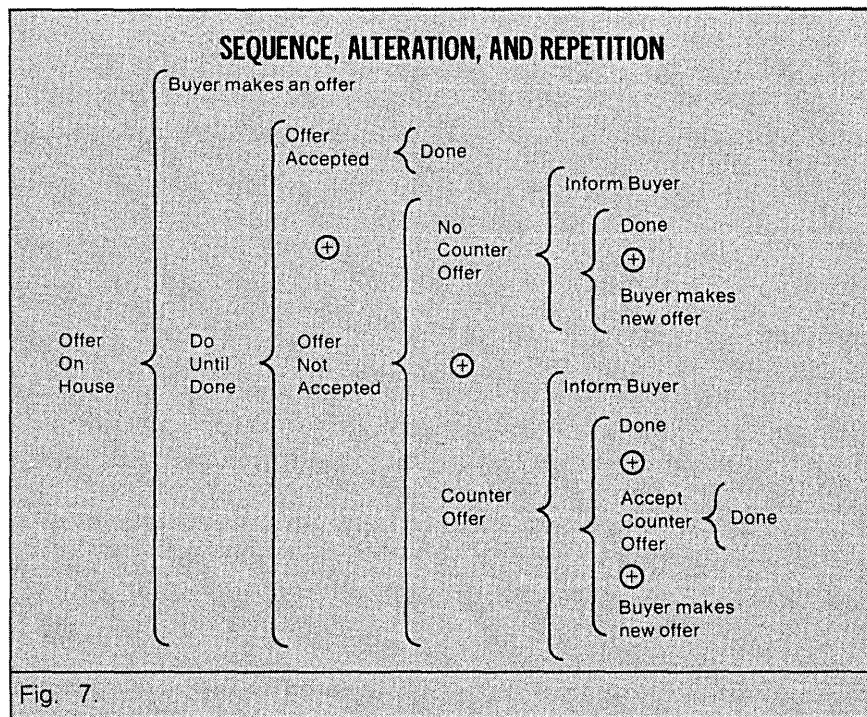 SEQUENCE, ALTERATION, AND REPETITION
Buyer makes an offer
Offer
On
House
Do
Until
Done
Offer
Accepted
Done
Offer
Not
Accepted
No
Counter
Offer
Inform Buyer
Done
Buyer makes
new offer
Counter
Offer
Inform Buyer
Done
Accept
Counter
Offer
Done
Buyer makes
new offer
Fig. 7.